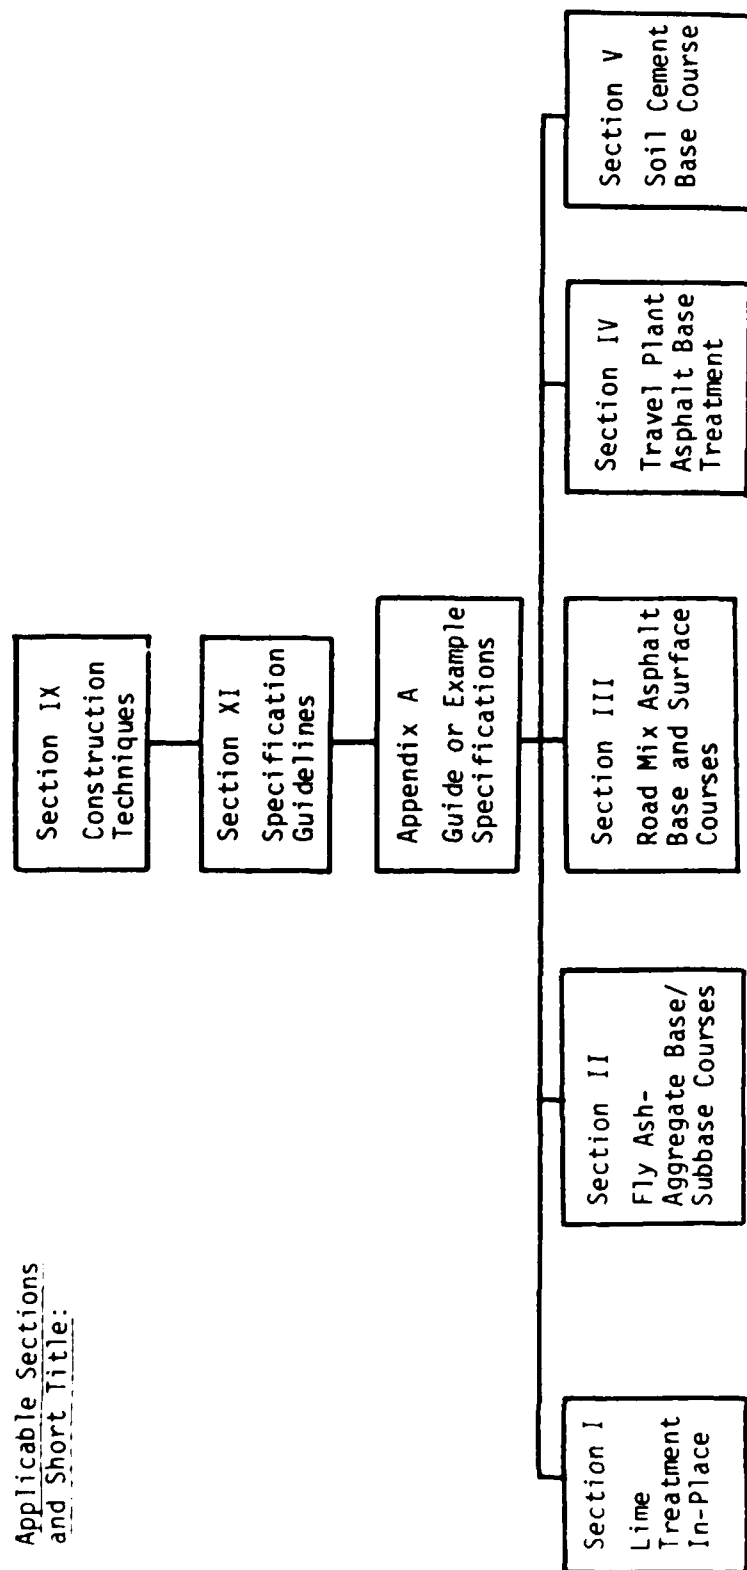 Applicable Sections
and Short Title:
Section IX
Construction
Techniques
Section XI
Specification
Guidelines
Appendix A
Guide or Example
Specifications
Section I
Lime
Treatment
In-Place
Section II
Fly Ash-
Aggregate Base/
Subbase Courses
Section III
Road Mix Asphalt
Base and Surface
Courses
Section IV
Travel Plant
Asphalt Base
Treatment
Section V
Soil Cement
Base Course